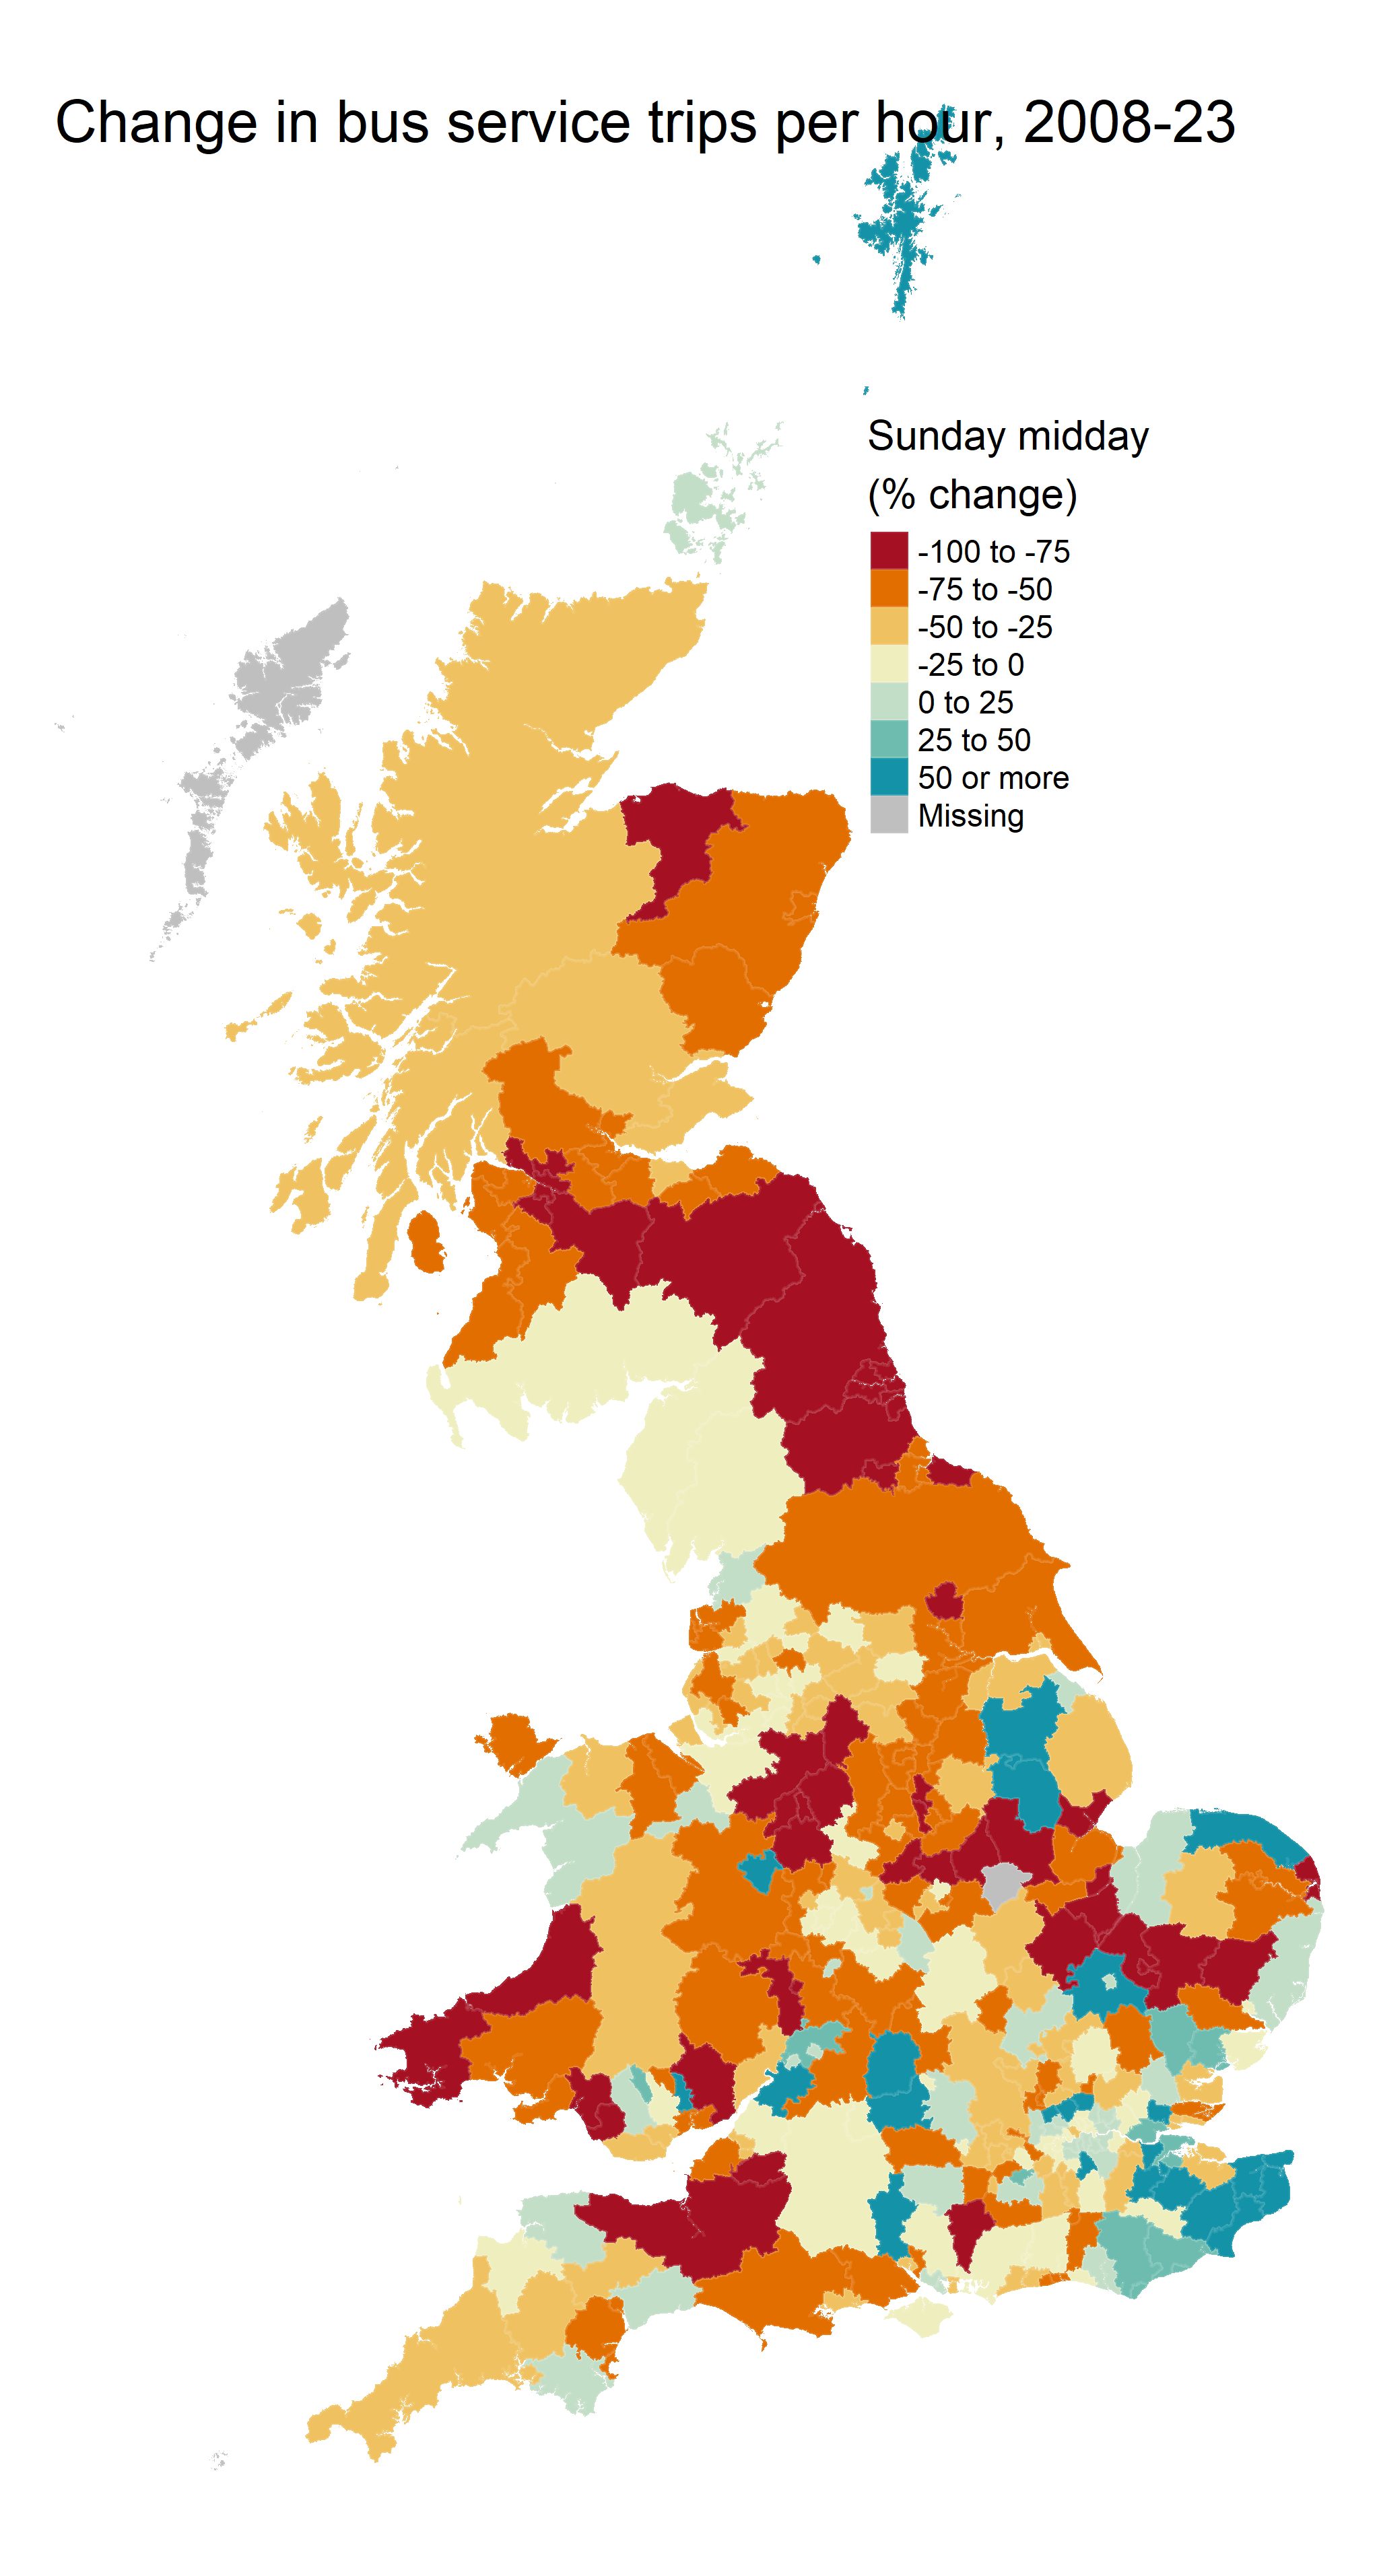 Change in bus service trips per hour, 2008-23
Sunday midday
(% change)
-100 to -75
-75 to -50
-50 to -25
-25 to 0
0 to 25
25 to 50
50 or more
Missing